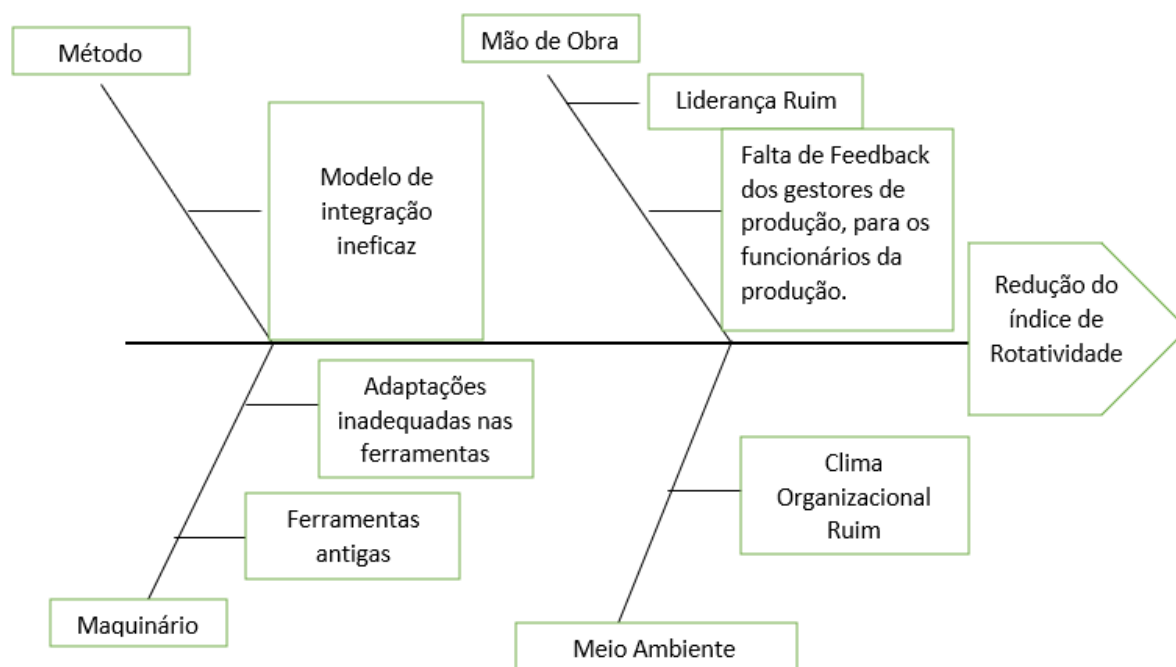 Método
Mão de Obra
Liderança Ruim
Modelo de
integração
ineficaz
Falta de Feedback
dos gestores de
produção, para os
funcionários da
produção.
Redução do
índice de
Rotatividade
Adaptações
inadequadas nas
ferramentas
Ferramentas
antigas
Maquinário
Clima
Organizacional
Ruim
Meio Ambiente